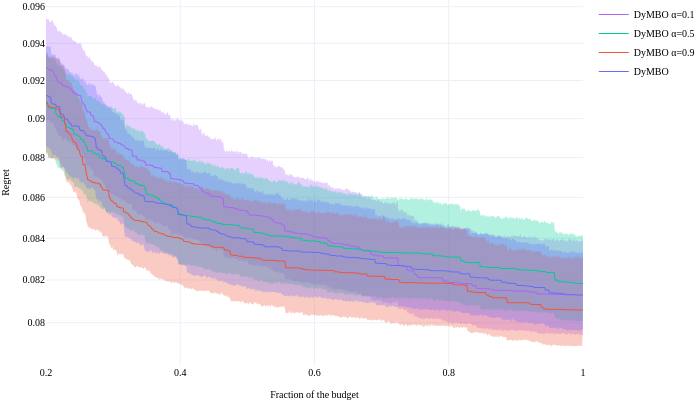 0.096
0.094
0.092
0.09
0.088
0.086
0.084
0.082
0.08
Regret
0.2
0.4
0.6
0.8
1
Fraction of the budget
DyMBO α=0.1
DyMBO α=0.5
DyMBO α=0.9
DyMBO